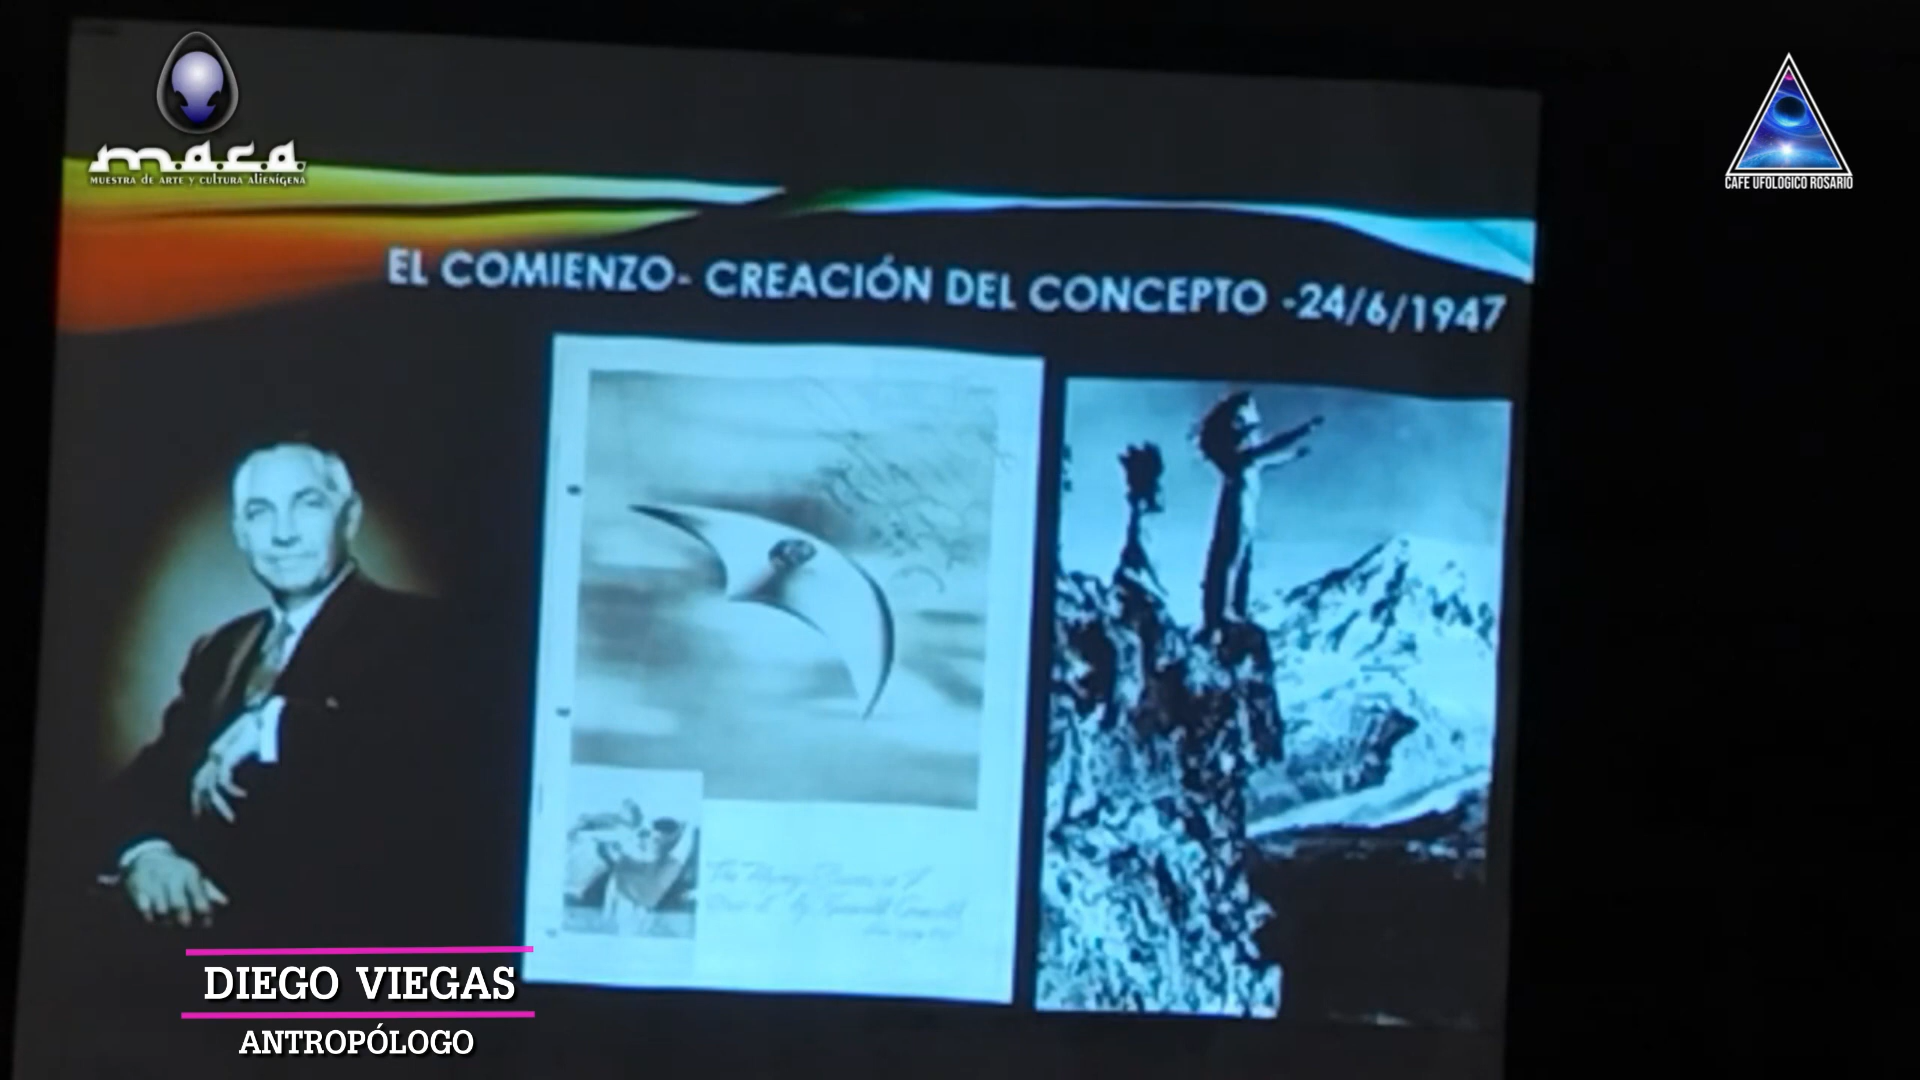 m.a.c.a.
MUESTRA de ARTE y CULTURA ALIENÍGENA
CAFE UFOLOGICO ROSARIO
EL COMIENZO- CREACIÓN DEL CONCEPTO -24/6/1947
DIEGO VIEGAS
ANTROPÓLOGO